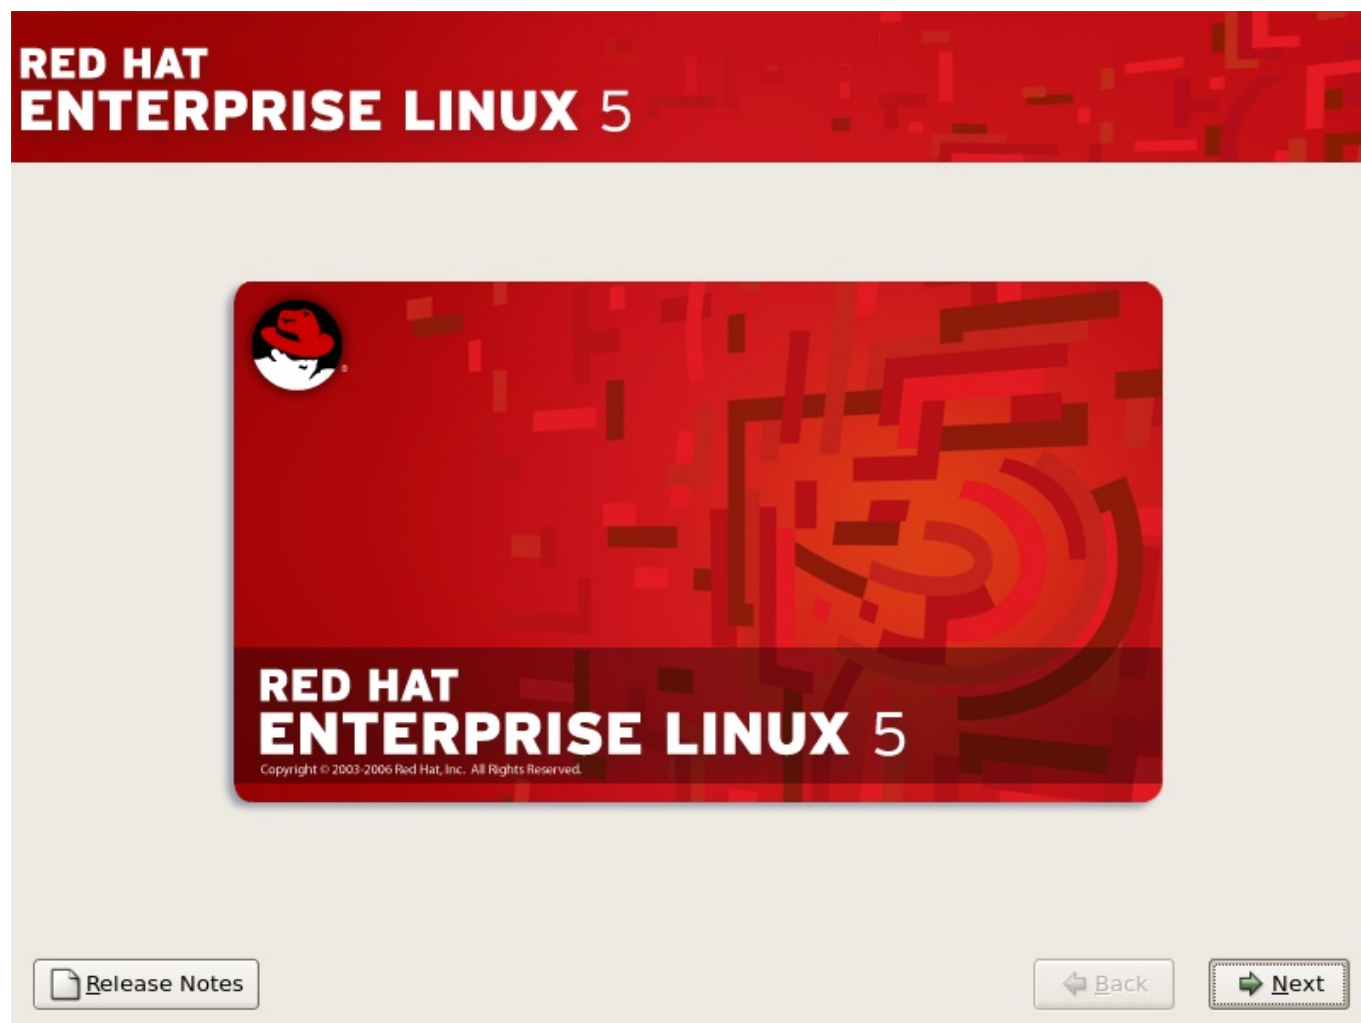 RED HAT
ENTERPRISE LINUX 5
RED HAT
ENTERPRISE LINUX 5
Copyright © 2003-2006 Red Hat, Inc. All Rights Reserved.
Release Notes
Back
Next